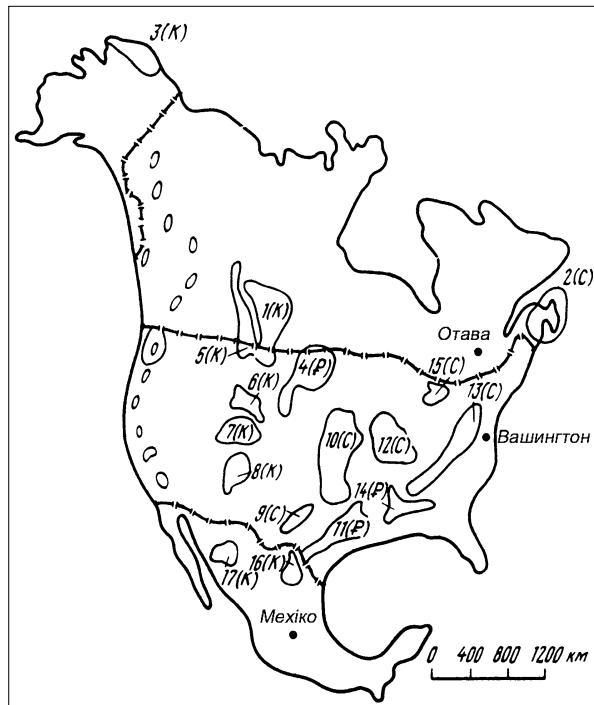 3(К)
2(С)
1(К)
Отава
5(К)
4(₽)
15(С)
6(К)
13(С)
7(К)
10(С)
12(С)
Вашингтон
8(К)
14(₽)
9(С)
11(₽)
16(К)
17(К)
Мехіко
0 400 800 1200 км